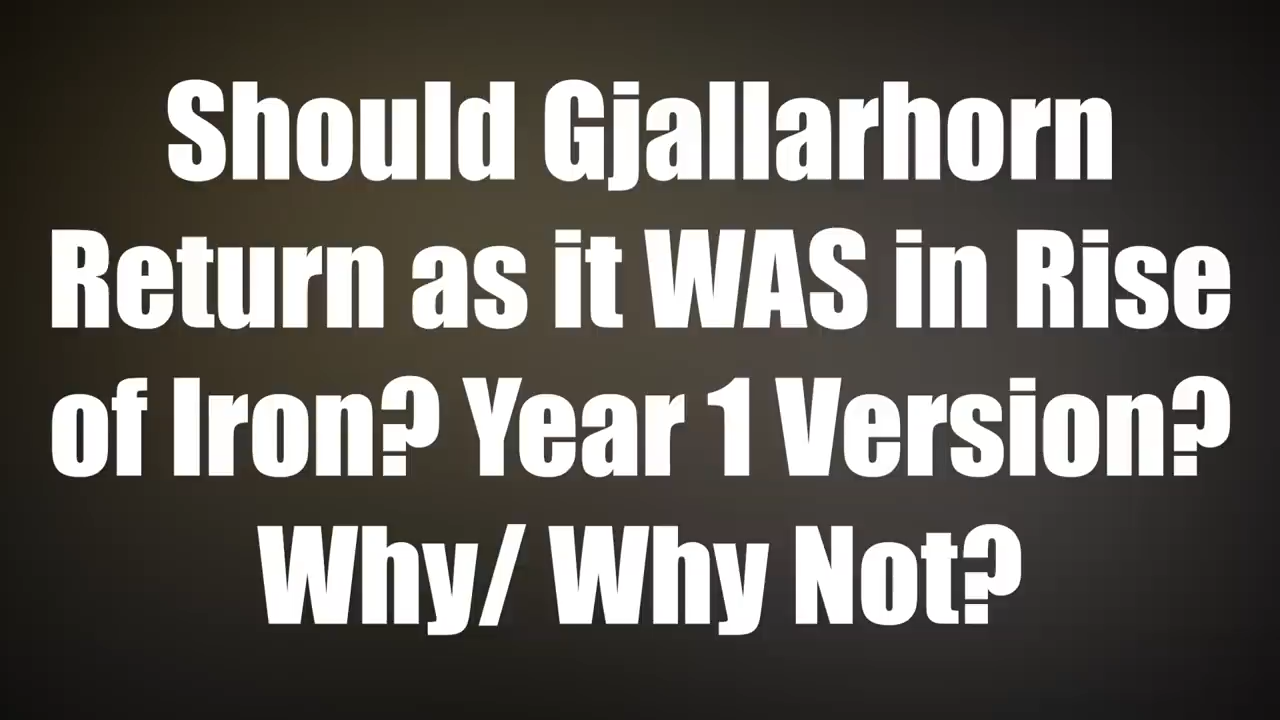 Should Gjallarhorn
Return as it WAS in Rise
of Iron? Year 1 Version?
Why/ Why Not?